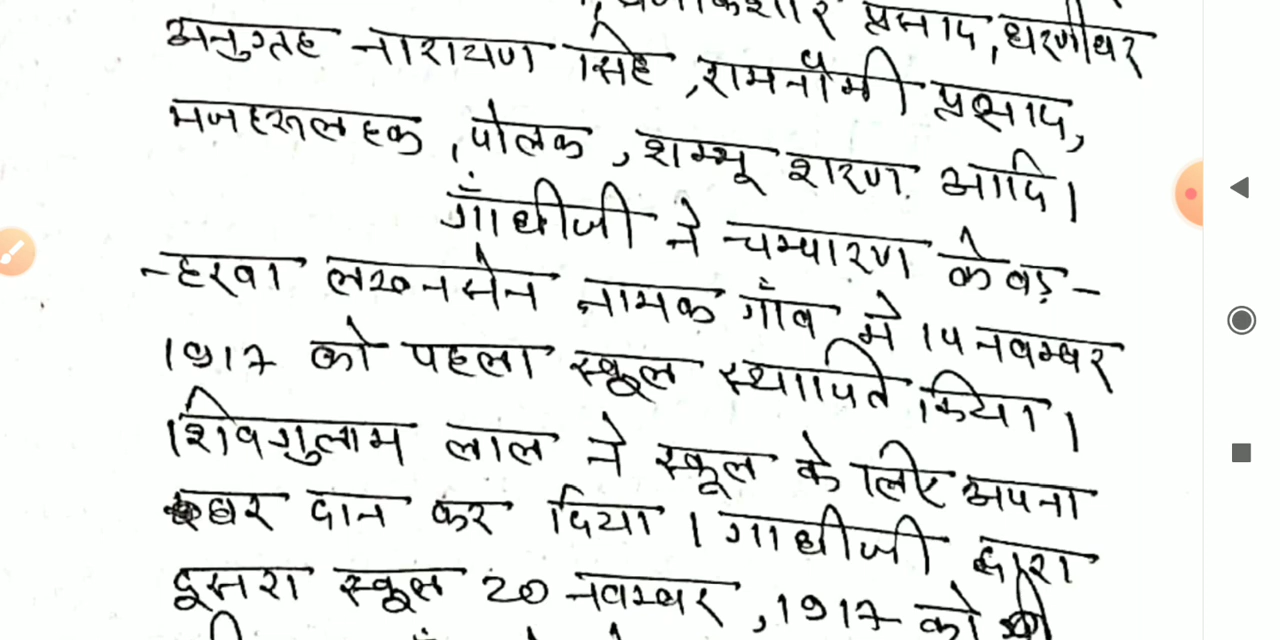 प्रसाद, धरणीधर
अनुग्रह नारायण सिंह, रामनौमी प्रसाद,
मजहरूल हक, पोलक, शम्भू शरण आदि।
गाँधीजी ने चम्पारण के बड़-
-हरवा लखनसेन नामक गाँव में 14 नवम्बर
1917 को पहला स्कूल स्थापित किया।
शिवगुलाम लाल ने स्कूल के लिए अपना
घर दान कर दिया। गाधीजी द्वारा
दूसरा स्कूल 20 नवम्बर, 1917 को